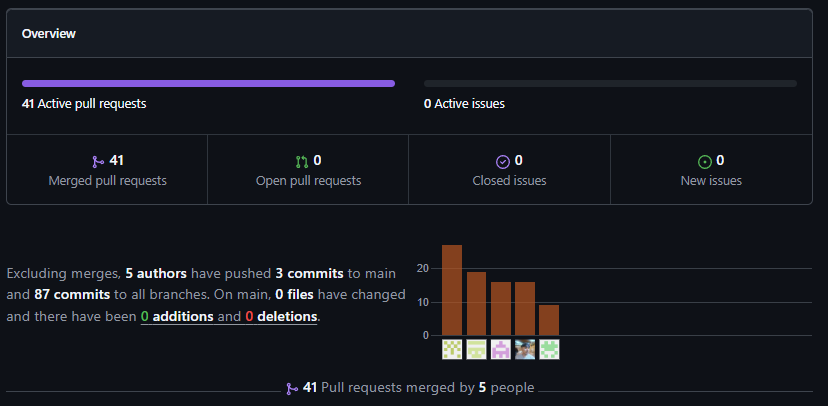 Overview
41 Active pull requests
0 Active issues
41
Merged pull requests
0
Open pull requests
0
Closed issues
0
New issues
Excluding merges, 5 authors have pushed 3 commits to main
and 87 commits to all branches. On main, 0 files have changed
and there have been 0 additions and 0 deletions.
20
10
0
41 Pull requests merged by 5 people